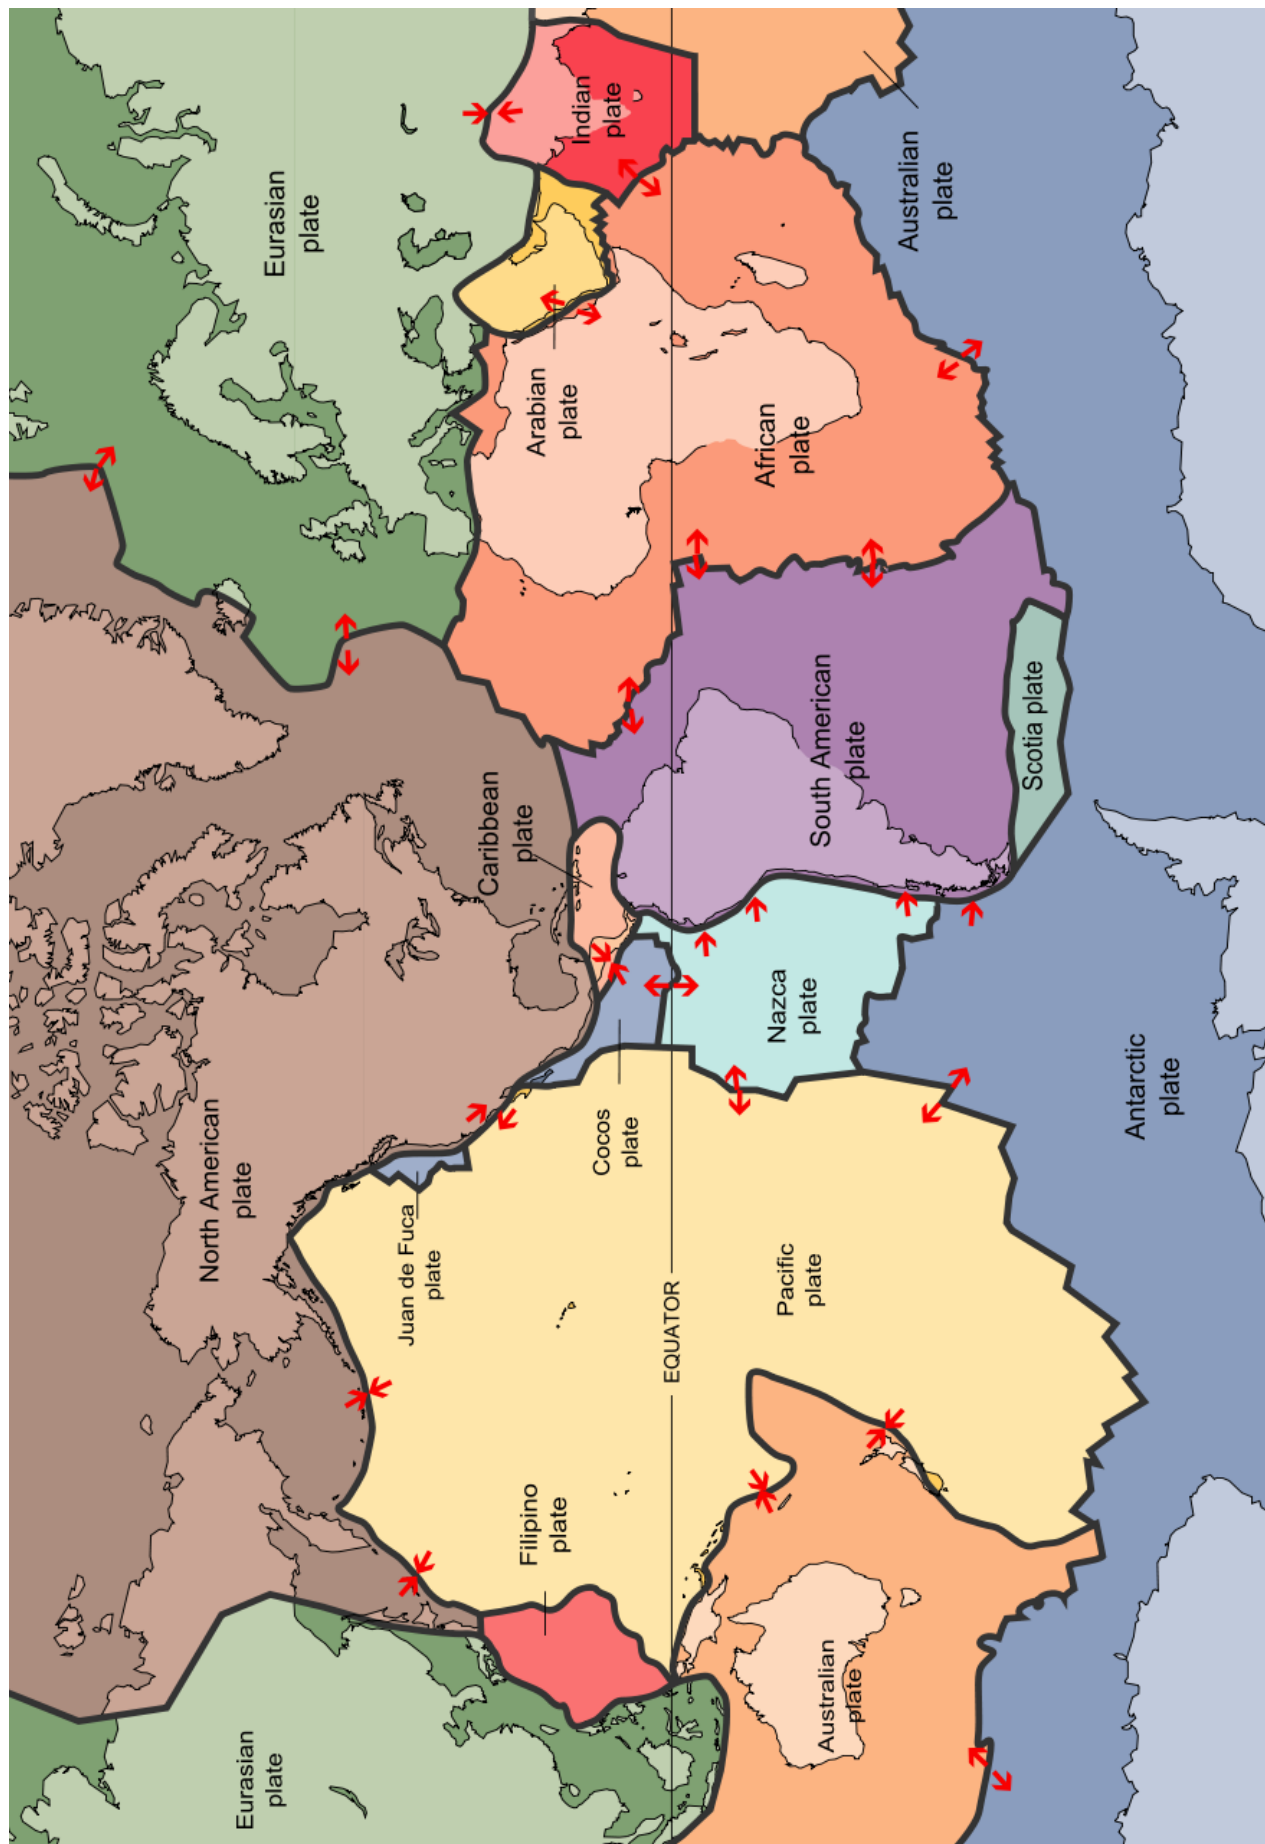 Eurasian
plate
North American
plate
Eurasian
plate
Juan de Fuca
plate
Caribbean
plate
Filipino
plate
Arabian
plate
Indian
plate
Cocos
plate
EQUATOR
Pacific
plate
Nazca
plate
African
plate
Australian
plate
South American
plate
Australian
plate
Scotia plate
Antarctic
plate